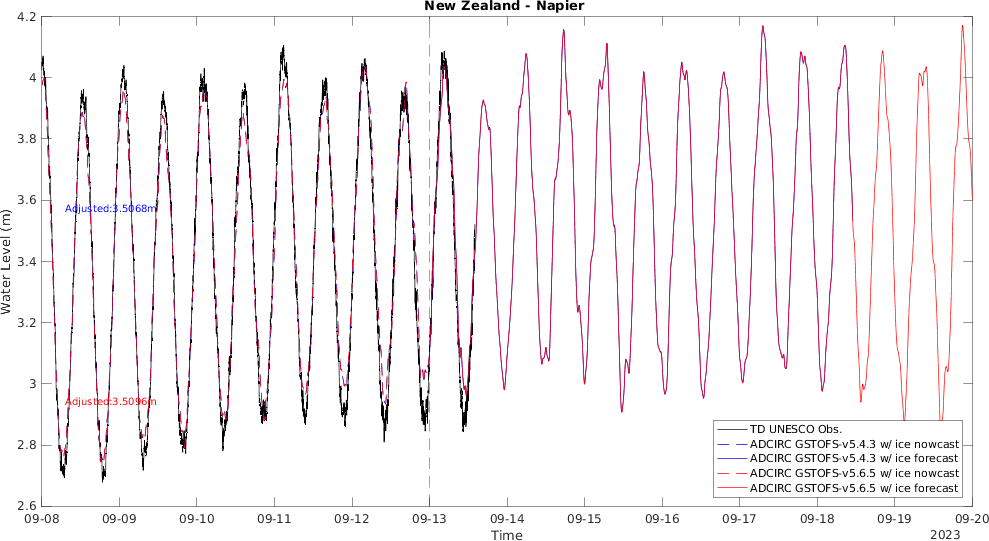 New Zealand - Napier
4.2
4
3.8
3.6
3.4
3.2
3
2.8
2.6
Water Level (m)
Adjusted:3.5068m
Adjusted:3.5096m
TD UNESCO Obs.
ADCIRC GSTOFS-v5.4.3 w/ ice nowcast
ADCIRC GSTOFS-v5.4.3 w/ ice forecast
ADCIRC GSTOFS-v5.6.5 w/ ice nowcast
ADCIRC GSTOFS-v5.6.5 w/ ice forecast
09-08 09-09 09-10 09-11 09-12 09-13 09-14 09-15 09-16 09-17 09-18 09-19 09-20
Time
2023